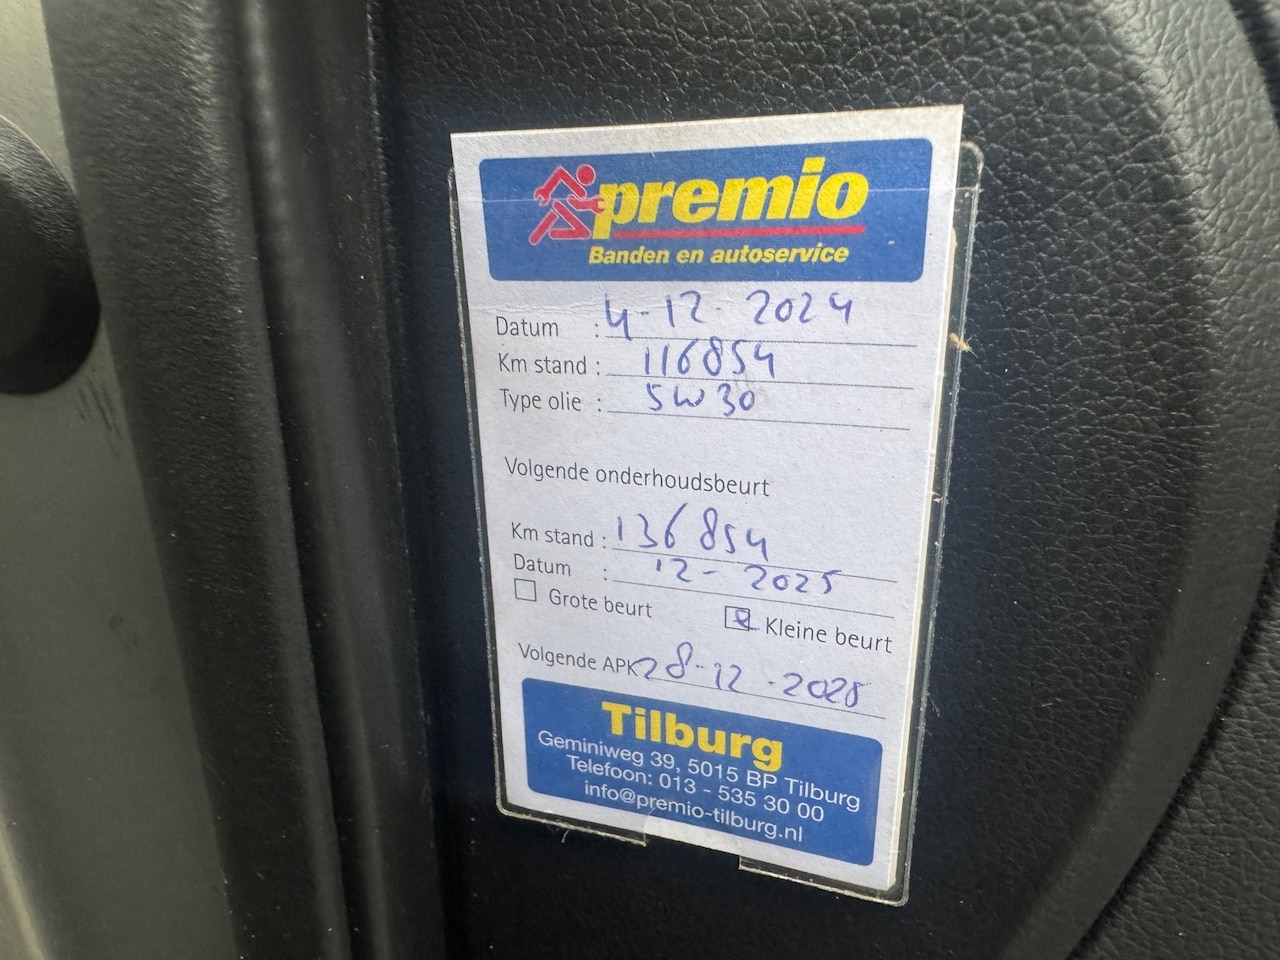 premio
Banden en autoservice
Datum : 4-12-2024
Km stand : 116854
Type olie : 5W30
Volgende onderhoudsbeurt
Km stand : 136854
Datum : 12-2025
Grote beurt Kleine beurt
Volgende APK 28-12-2025
Tilburg
Geminiweg 39, 5015 BP Tilburg
Telefoon: 013 - 535 30 00
info@premio-tilburg.nl